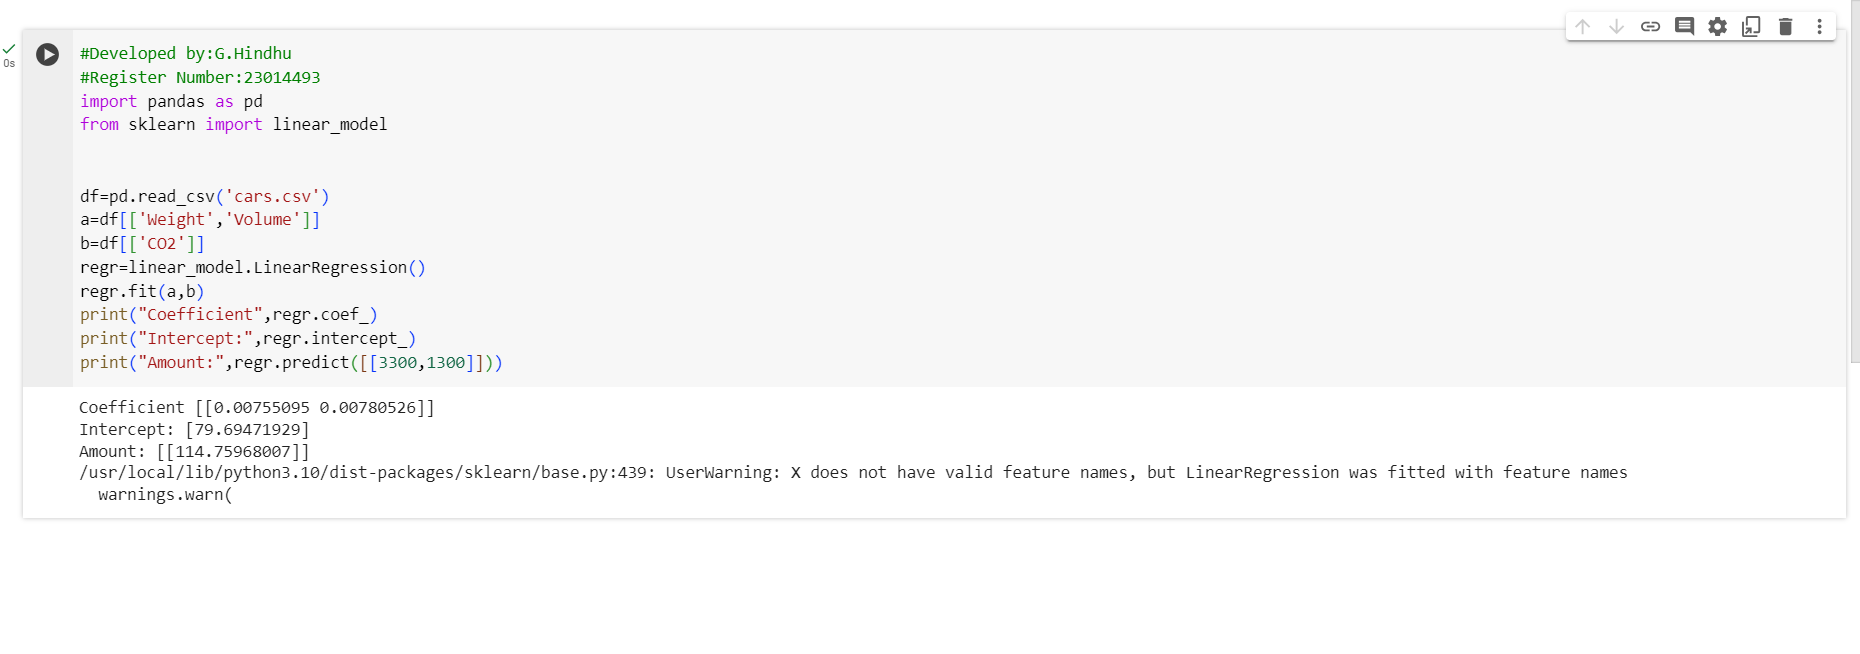 0s
#Developed by:G.Hindhu
#Register Number:23014493
import pandas as pd
from sklearn import linear_model
df=pd.read_csv('cars.csv')
a=df[['Weight','Volume']]
b=df[['CO2']]
regr=linear_model.LinearRegression()
regr.fit(a,b)
print("Coefficient",regr.coef_)
print("Intercept:",regr.intercept_)
print("Amount:",regr.predict([[3300,1300]]))
Coefficient [[0.00755095 0.00780526]]
Intercept: [79.69471929]
Amount: [[114.75968007]]
/usr/local/lib/python3.10/dist-packages/sklearn/base.py:439: UserWarning: X does not have valid feature names, but LinearRegression was fitted with feature names
  warnings.warn(